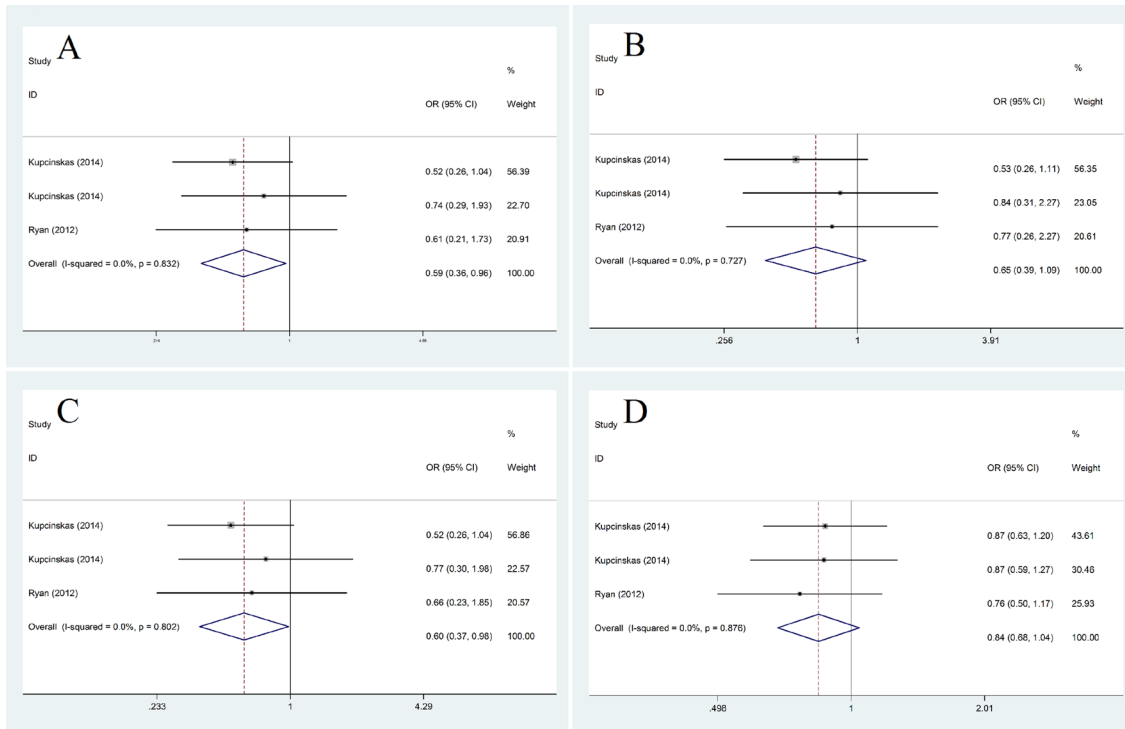 A
Study
%
ID
OR (95% CI) Weight
Kupcinskas (2014)
0.52 (0.26, 1.04) 56.39
Kupcinskas (2014)
0.74 (0.29, 1.93) 22.70
Ryan (2012)
0.61 (0.21, 1.73) 20.91
Overall (I-squared = 0.0%, p = 0.832)
0.59 (0.36, 0.96) 100.00
1
B
Study
%
ID
OR (95% CI) Weight
Kupcinskas (2014)
0.53 (0.26, 1.11) 56.35
Kupcinskas (2014)
0.84 (0.31, 2.27) 23.05
Ryan (2012)
0.77 (0.26, 2.27) 20.61
Overall (I-squared = 0.0%, p = 0.727)
0.65 (0.39, 1.09) 100.00
.256 1 3.91
C
Study
%
ID
OR (95% CI) Weight
Kupcinskas (2014)
0.52 (0.26, 1.04) 56.86
Kupcinskas (2014)
0.77 (0.30, 1.98) 22.57
Ryan (2012)
0.66 (0.23, 1.85) 20.57
Overall (I-squared = 0.0%, p = 0.802)
0.60 (0.37, 0.98) 100.00
.233 1 4.29
D
Study
%
ID
OR (95% CI) Weight
Kupcinskas (2014)
0.87 (0.63, 1.20) 43.61
Kupcinskas (2014)
0.87 (0.59, 1.27) 30.46
Ryan (2012)
0.76 (0.50, 1.17) 25.93
Overall (I-squared = 0.0%, p = 0.876)
0.84 (0.68, 1.04) 100.00
.498 1 2.01